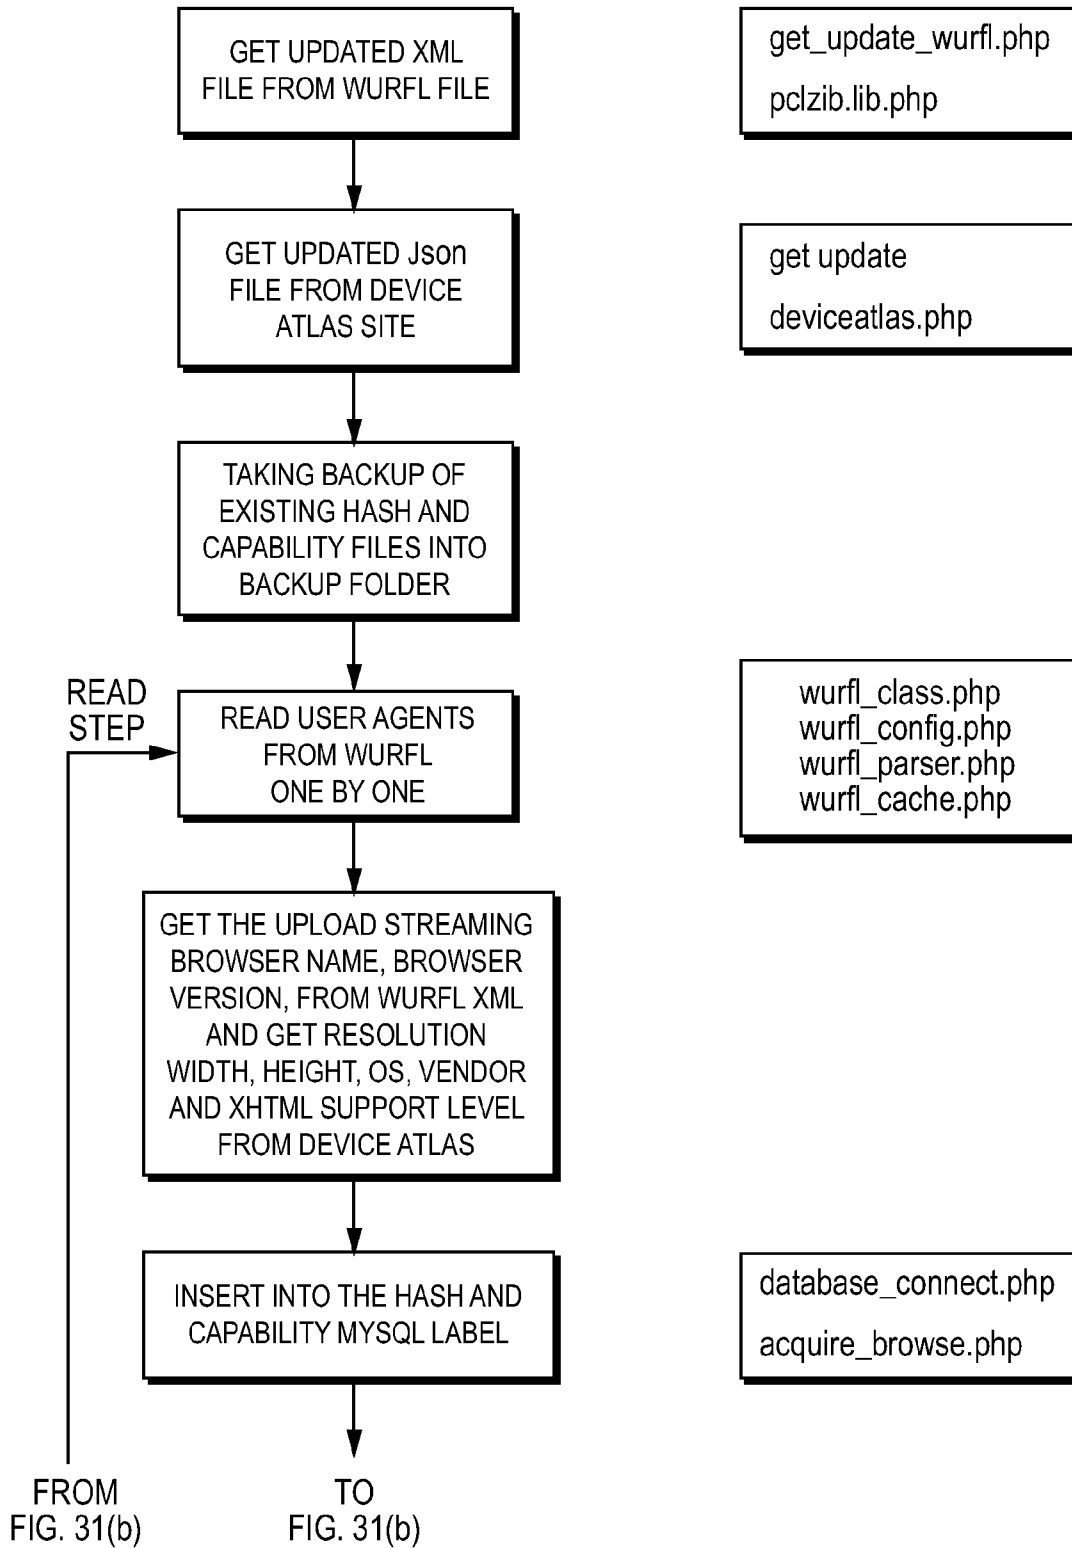 GET UPDATED XML
FILE FROM WURFL FILE
get_update_wurfl.php
pclzib.lib.php
GET UPDATED Json
FILE FROM DEVICE
ATLAS SITE
get update
deviceatlas.php
TAKING BACKUP OF
EXISTING HASH AND
CAPABILITY FILES INTO
BACKUP FOLDER
READ
STEP
READ USER AGENTS
FROM WURFL
ONE BY ONE
wurfl_class.php
wurfl_config.php
wurfl_parser.php
wurfl_cache.php
GET THE UPLOAD STREAMING
BROWSER NAME, BROWSER
VERSION, FROM WURFL XML
AND GET RESOLUTION
WIDTH, HEIGHT, OS, VENDOR
AND XHTML SUPPORT LEVEL
FROM DEVICE ATLAS
INSERT INTO THE HASH AND
CAPABILITY MYSQL LABEL
database_connect.php
acquire_browse.php
FROM
FIG. 31(b)
TO
FIG. 31(b)